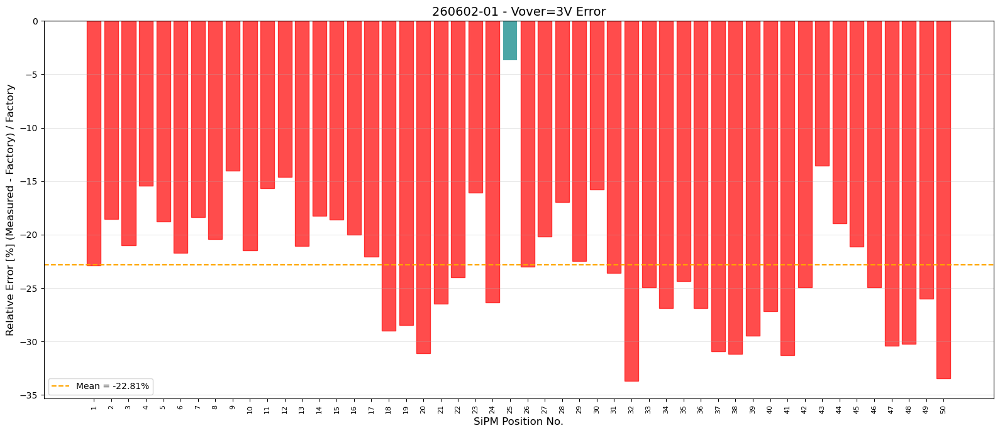 260602-01 - Vover=3V Error
Relative Error [%] (Measured - Factory) / Factory
0
−5
−10
−15
−20
−25
−30
−35
Mean = -22.81%
1 2 3 4 5 6 7 8 9 10 11 12 13 14 15 16 17 18 19 20 21 22 23 24 25 26 27 28 29 30 31 32 33 34 35 36 37 38 39 40 41 42 43 44 45 46 47 48 49 50
SiPM Position No.